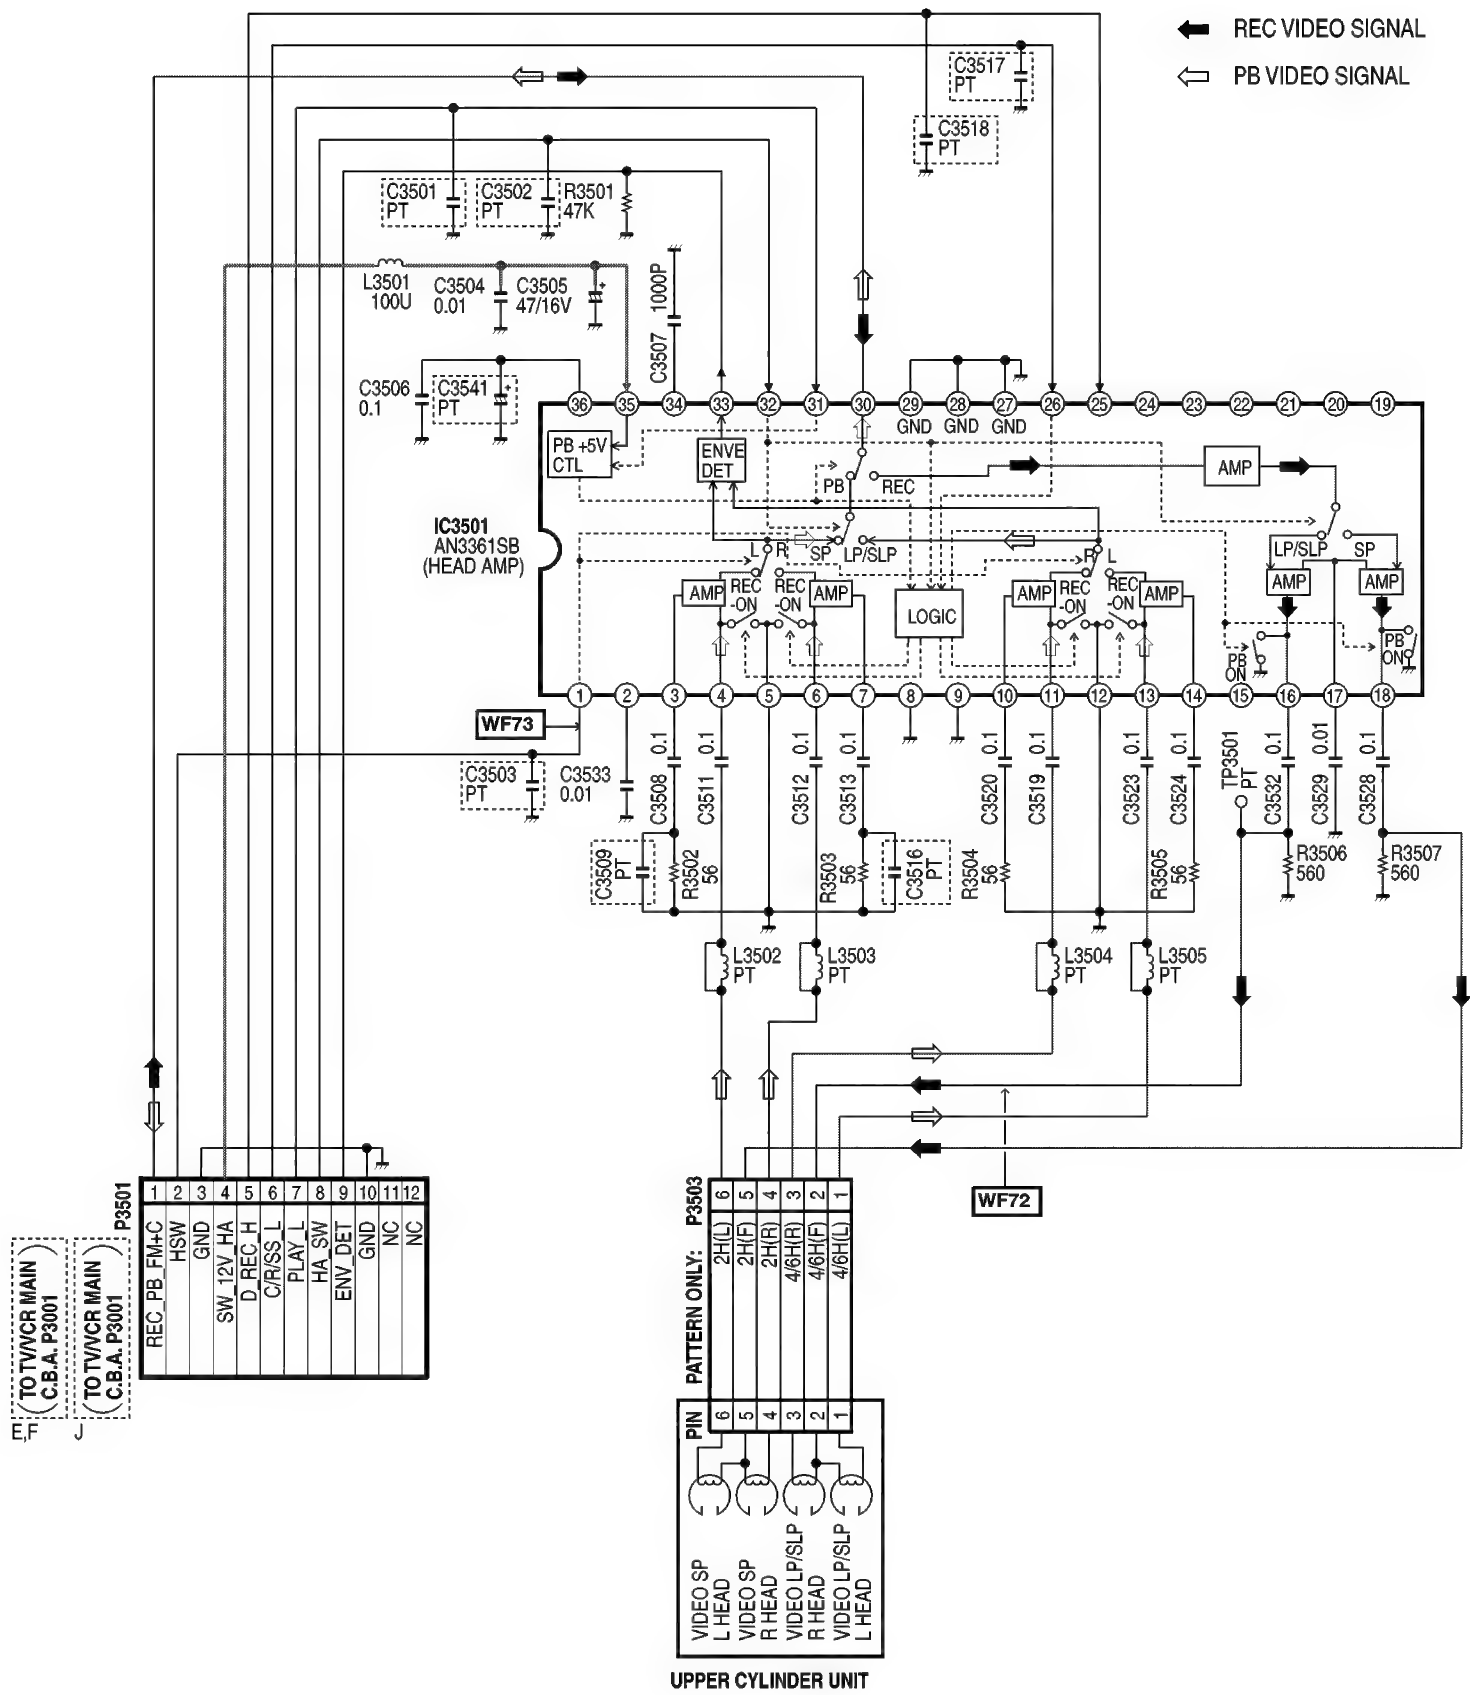 REC VIDEO SIGNAL
PB VIDEO SIGNAL
C3517
PT
C3518
PT
C3501
PT
C3502
PT
R3501
47K
L3501
100U
C3504
0.01
C3505
47/16V
+
C3507 1000P
C3506
0.1
C3541
PT
+
36 35 34 33 32 31 30 29 28 27 26 25 24 23 22 21 20 19
GND GND GND
PB +5V
CTL
ENVE
DET
PB REC
AMP
IC3501
AN3361SB
(HEAD AMP)
L R
SP LP/SLP
R L
LP/SLP SP
AMP REC
-ON
REC
-ON AMP
LOGIC
AMP REC
-ON
REC
-ON AMP
AMP AMP
PB
ON
PB
ON
1 2 3 4 5 6 7 8 9 10 11 12 13 14 15 16 17 18
WF73
C3503
PT
C3533
0.01
C3508 0.1
C3511 0.1
C3512 0.1
C3513 0.1
C3520 0.1
C3519 0.1
C3523 0.1
C3524 0.1
TP3501
PT
C3532 0.1
C3529 0.01
C3528 0.1
C3509
PT
R3502
56
R3503
56
C3516
PT
R3504
56
R3505
56
R3506
560
R3507
560
L3502
PT
L3503
PT
L3504
PT
L3505
PT
WF72
P3501
1 2 3 4 5 6 7 8 9 10 11 12
REC_PB_FM+C
HSW
GND
SW_12V_HA
D_REC_H
C/R/SS_L
PLAY_L
HA_SW
ENV_DET
GND
NC
NC
(TO TV/VCR MAIN
C.B.A. P3001)
E,F
(TO TV/VCR MAIN
C.B.A. P3001)
J
PATTERN ONLY: P3503
6 5 4 3 2 1
2H(L)
2H(F)
2H(R)
4/6H(R)
4/6H(F)
4/6H(L)
PIN
6 5 4 3 2 1
VIDEO SP
L HEAD
VIDEO SP
R HEAD
VIDEO LP/SLP
R HEAD
VIDEO LP/SLP
L HEAD
UPPER CYLINDER UNIT